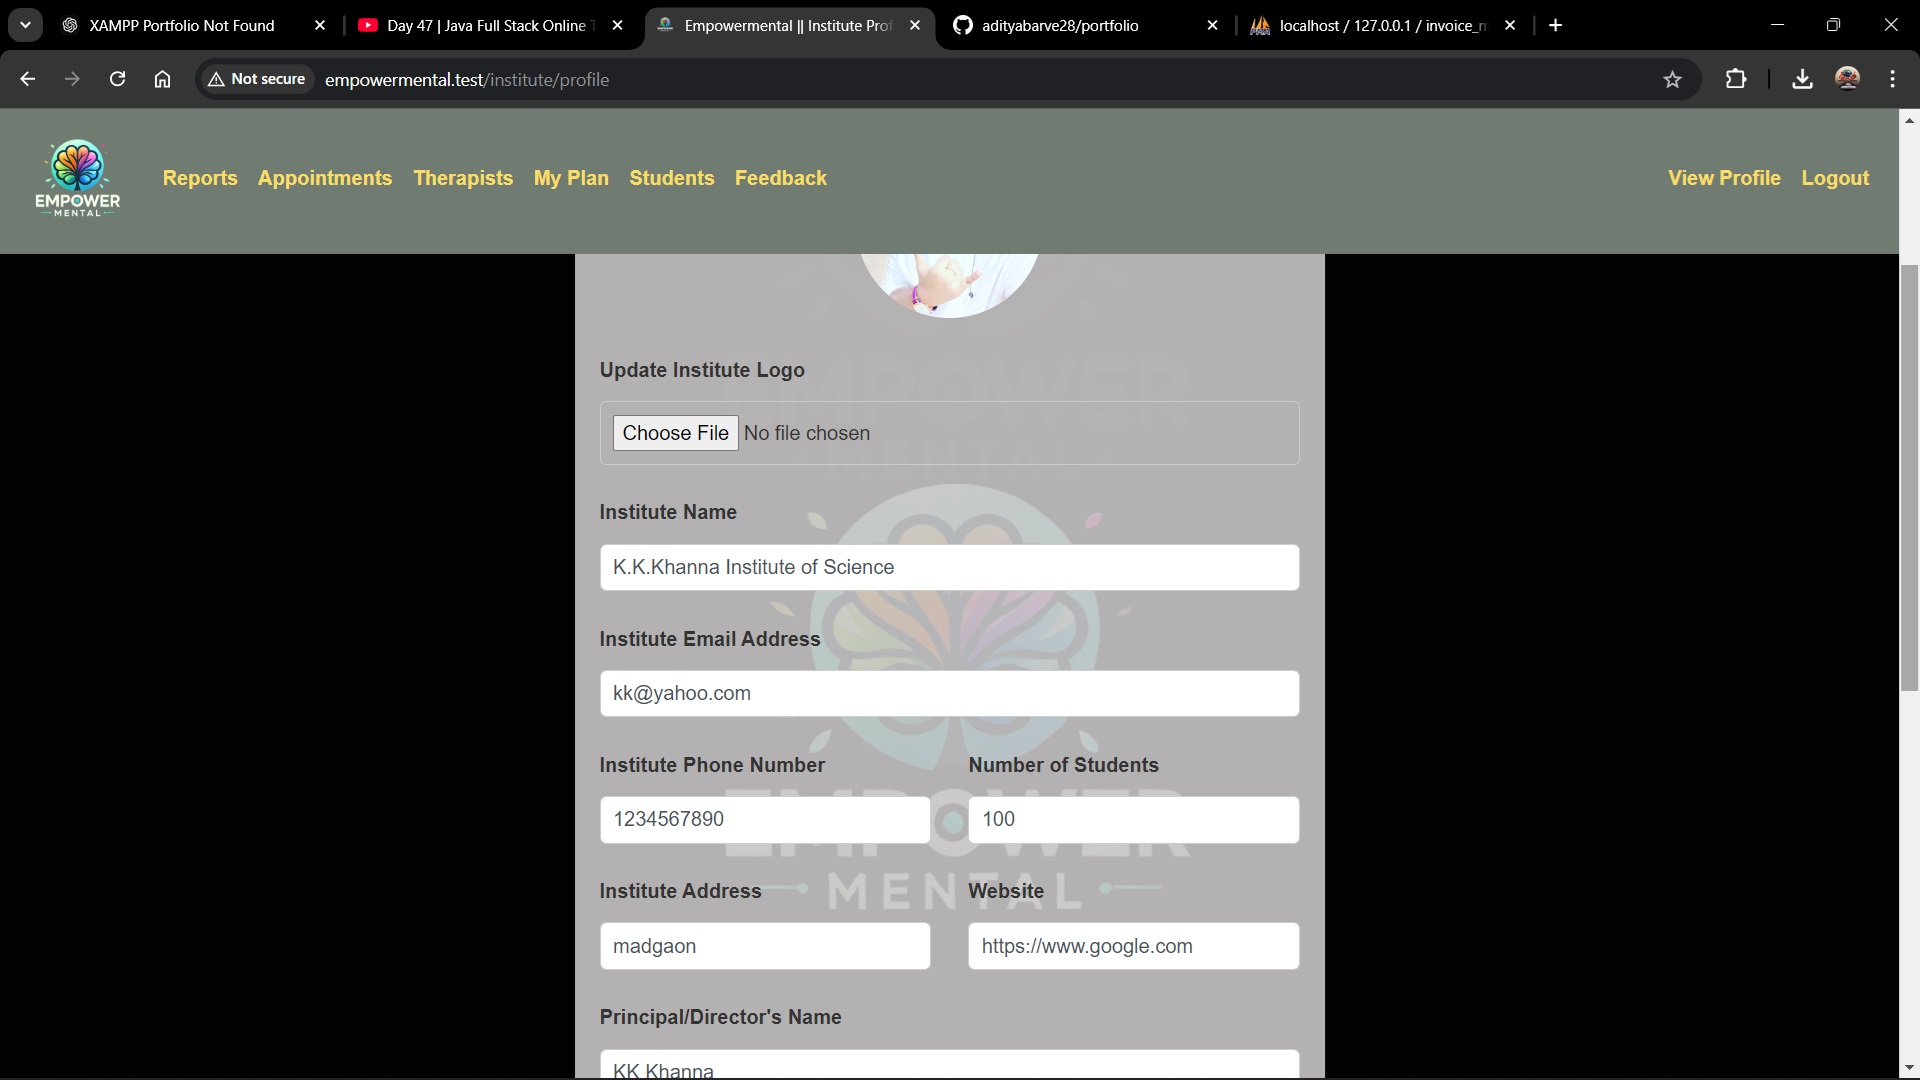 XAMPP Portfolio Not Found
Day 47 | Java Full Stack Online T
Empowermental || Institute Prof
adityabarve28/portfolio
localhost / 127.0.0.1 / invoice_m
Not secure
empowermental.test/institute/profile
EMPOWER
MENTAL
Reports
Appointments
Therapists
My Plan
Students
Feedback
View Profile
Logout
EMPOWER
MENTAL
Update Institute Logo
Choose File No file chosen
Institute Name
K.K.Khanna Institute of Science
Institute Email Address
kk@yahoo.com
Institute Phone Number
Number of Students
1234567890
100
EMPOWER
MENTAL
Institute Address
Website
madgaon
https://www.google.com
Principal/Director's Name
KK Khanna